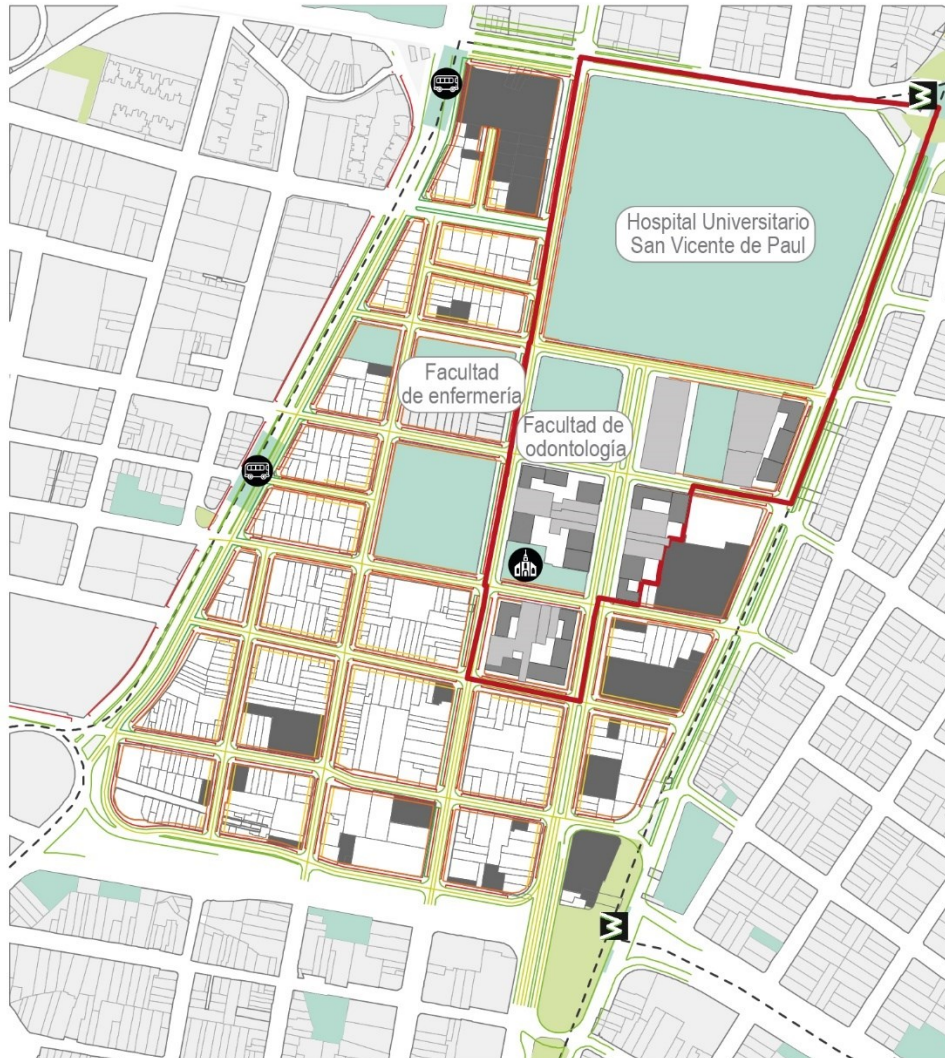 Hospital Universitario
San Vicente de Paul
Facultad
de enfermería
Facultad de
odontología